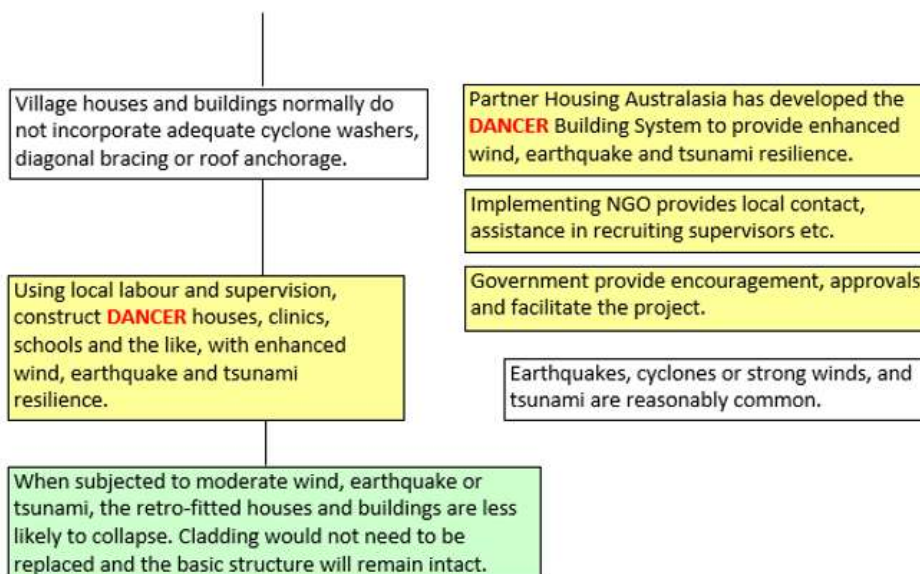 Village houses and buildings normally do
not incorporate adequate cyclone washers,
diagonal bracing or roof anchorage.
Partner Housing Australasia has developed the
DANCER Building System to provide enhanced
wind, earthquake and tsunami resilience.
Implementing NGO provides local contact,
assistance in recruiting supervisors etc.
Government provide encouragement, approvals
and facilitate the project.
Using local labour and supervision,
construct DANCER houses, clinics,
schools and the like, with enhanced
wind, earthquake and tsunami
resilience.
Earthquakes, cyclones or strong winds, and
tsunami are reasonably common.
When subjected to moderate wind, earthquake or
tsunami, the retro-fitted houses and buildings are less
likely to collapse. Cladding would not need to be
replaced and the basic structure will remain intact.